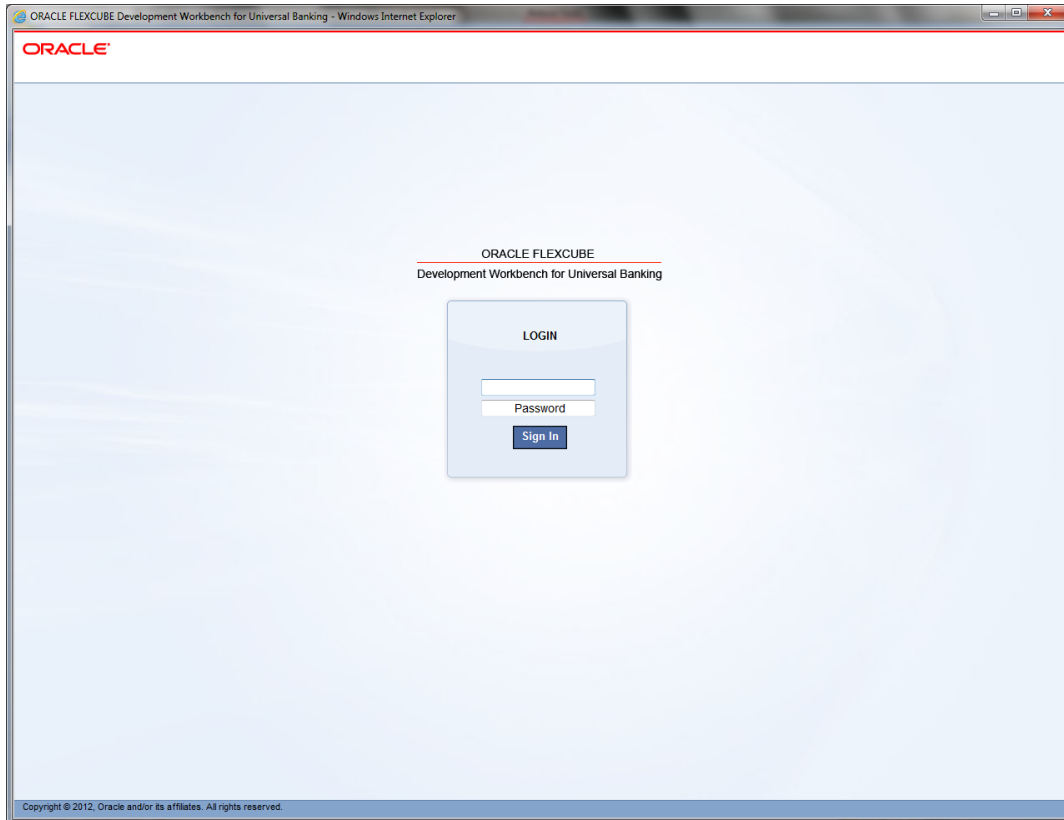 ORACLE FLEXCUBE Development Workbench for Universal Banking - Windows Internet Explorer
ORACLE
ORACLE FLEXCUBE
Development Workbench for Universal Banking
LOGIN
Password
Sign In
Copyright © 2012, Oracle and/or its affiliates. All rights reserved.